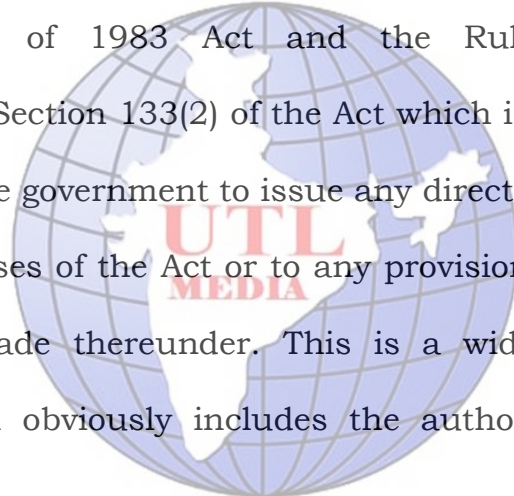 of 1983 Act and the Rul
Section 133(2) of the Act which i
e government to issue any direct
ses of the Act or to any provision
ade thereunder. This is a wid
obviously includes the autho
UTL
MEDIA